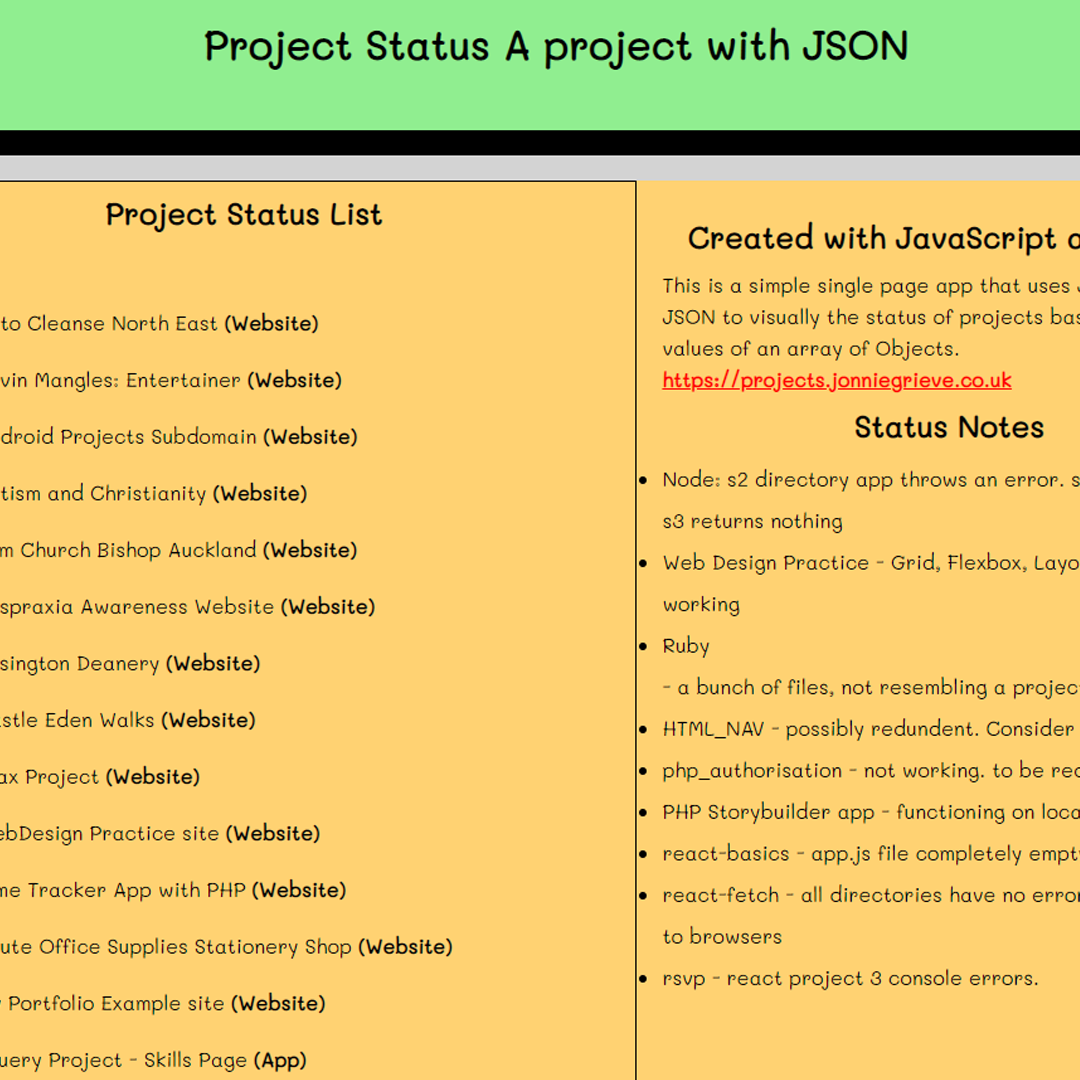 Project Status A project with JSON
Project Status List
to Cleanse North East (Website)
vin Mangles: Entertainer (Website)
droid Projects Subdomain (Website)
tism and Christianity (Website)
m Church Bishop Auckland (Website)
spraxia Awareness Website (Website)
sington Deanery (Website)
stle Eden Walks (Website)
ax Project (Website)
ebDesign Practice site (Website)
me Tracker App with PHP (Website)
ute Office Supplies Stationery Shop (Website)
Portfolio Example site (Website)
uery Project - Skills Page (App)
Created with JavaScript
This is a simple single page app that uses
JSON to visually the status of projects bas
values of an array of Objects.
https://projects.jonniegrieve.co.uk
Status Notes
Node: s2 directory app throws an error. s
s3 returns nothing
Web Design Practice - Grid, Flexbox, Layo
working
Ruby
- a bunch of files, not resembling a projec
HTML_NAV - possibly redundent. Consider
php_authorisation - not working. to be rec
PHP Storybuilder app - functioning on loca
react-basics - app.js file completely empt
react-fetch - all directories have no error
to browsers
rsvp - react project 3 console errors.